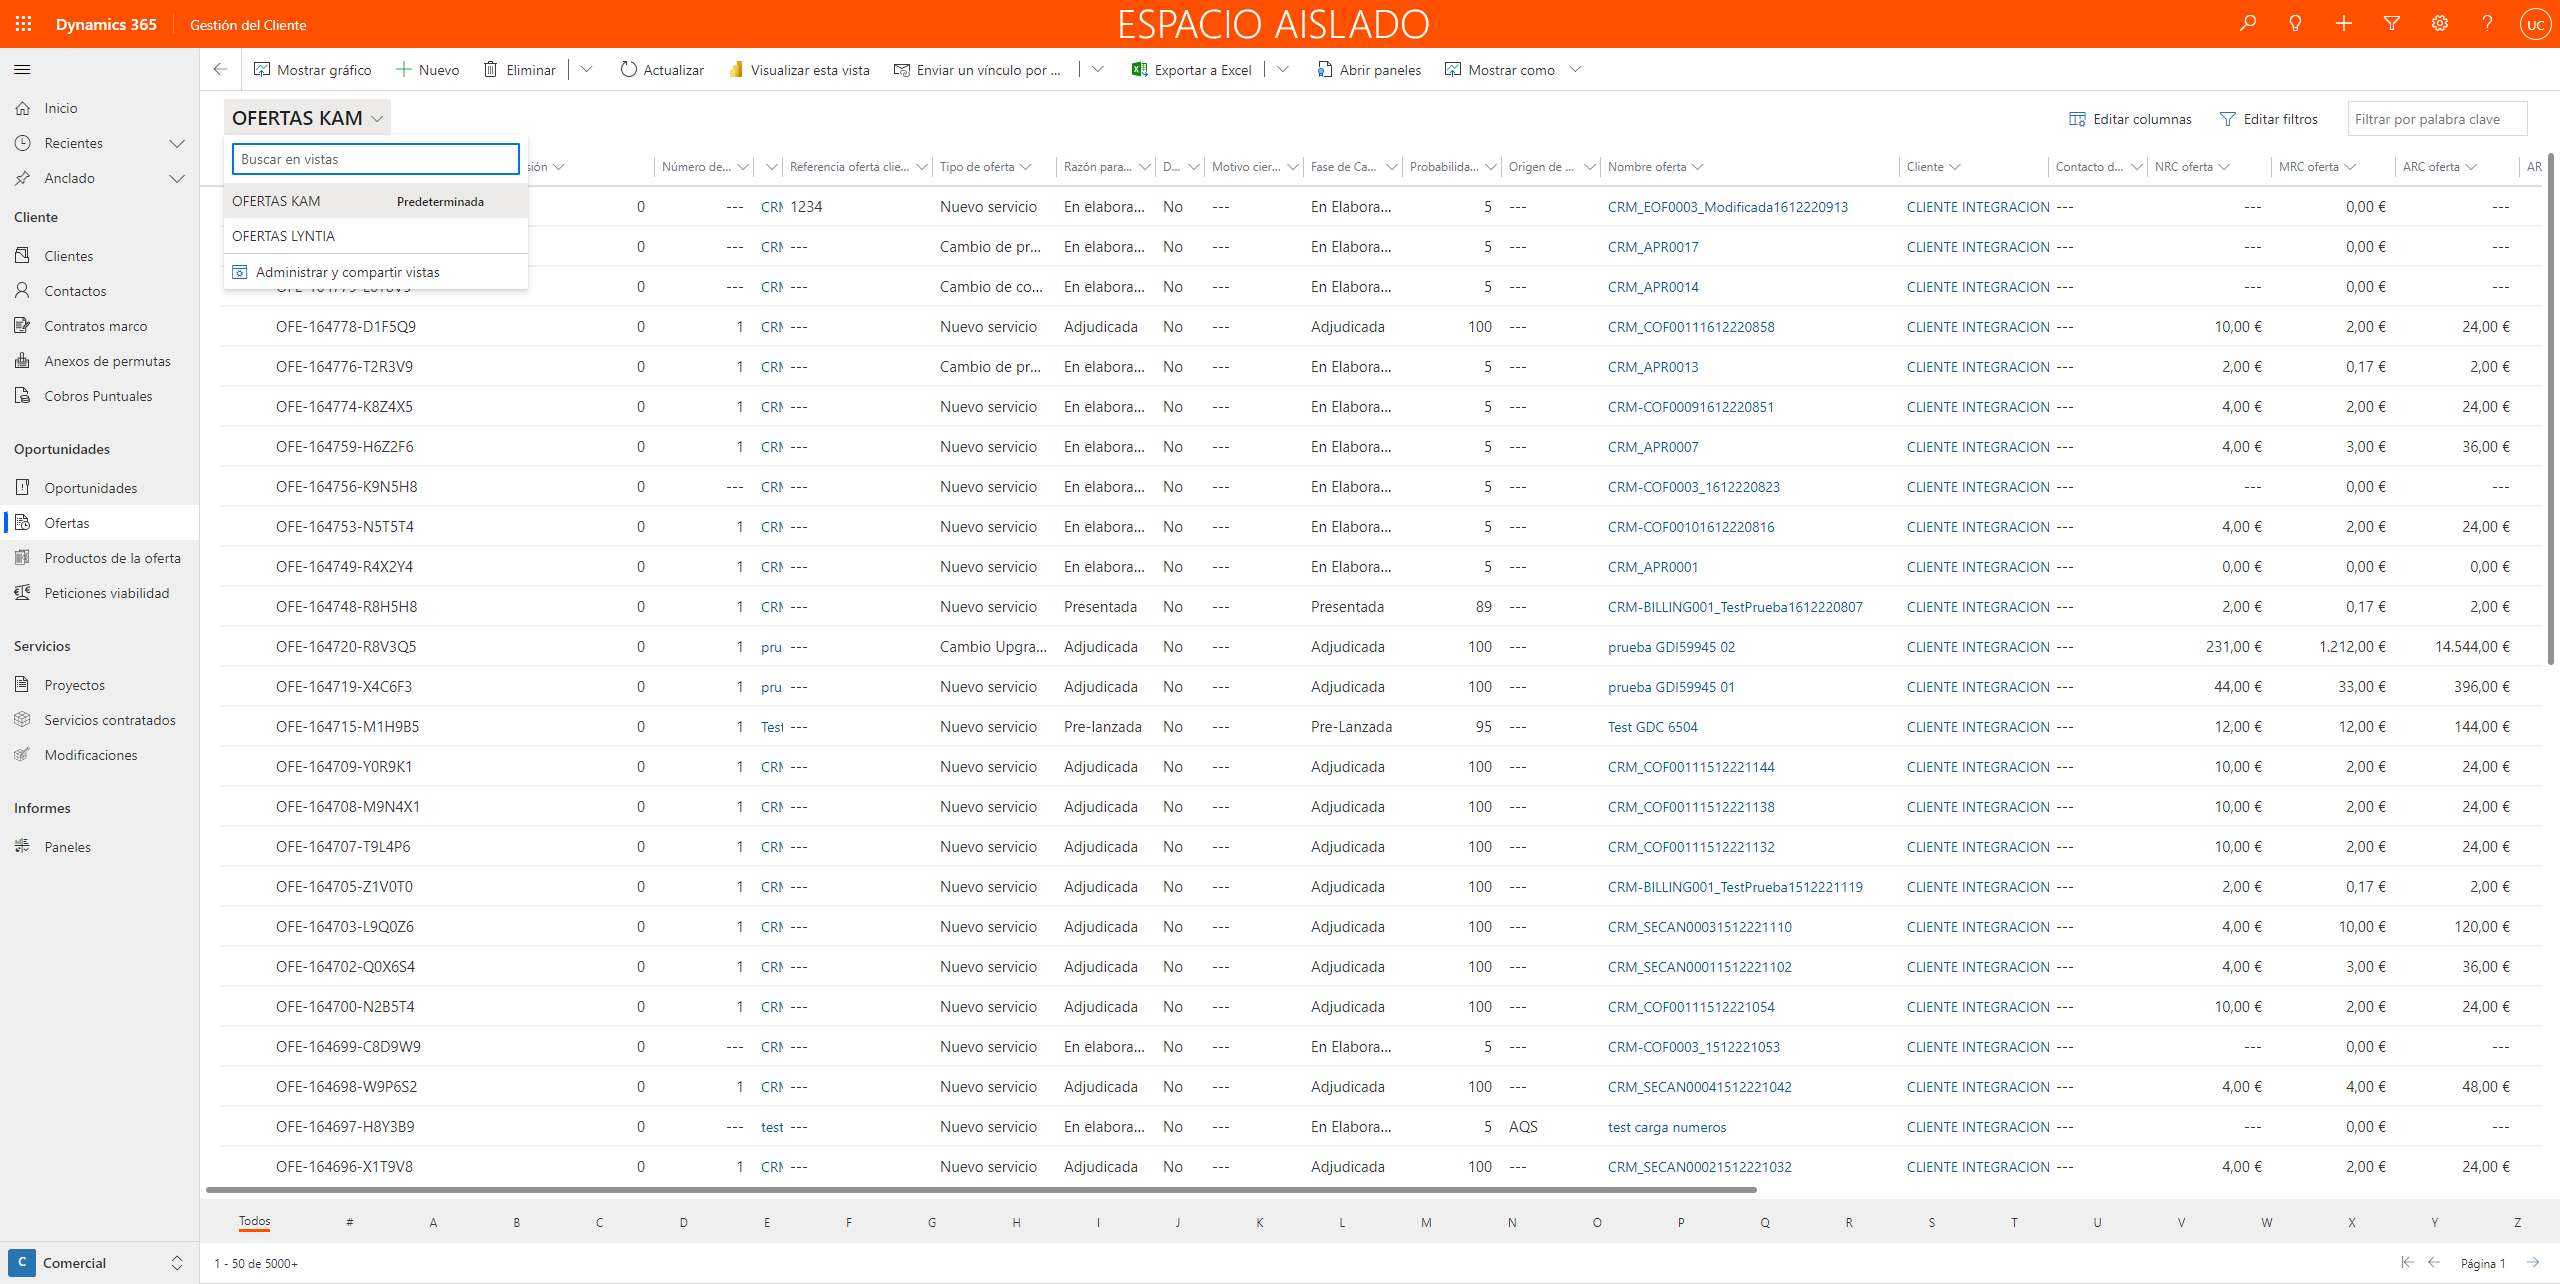 Dynamics 365
Gestión del Cliente
ESPACIO AISLADO
UC
Mostrar gráfico
Nuevo
Eliminar
Actualizar
Visualizar esta vista
Enviar un vínculo por ...
Exportar a Excel
Abrir paneles
Mostrar como
Inicio
Recientes
Anclado
Cliente
Clientes
Contactos
Contratos marco
Anexos de permutas
Cobros Puntuales
Oportunidades
Oportunidades
Ofertas
Productos de la oferta
Peticiones viabilidad
Servicios
Proyectos
Servicios contratados
Modificaciones
Informes
Paneles
C Comercial
OFERTAS KAM
Editar columnas
Editar filtros
Filtrar por palabra clave
Buscar en vistas
OFERTAS KAM Predeterminada
OFERTAS LYNTIA
Administrar y compartir vistas
sión Número de... Referencia oferta clie... Tipo de oferta Razón para... D... Motivo cier... Fase de Ca... Probabilida... Origen de ... Nombre oferta Cliente Contacto d... NRC oferta MRC oferta ARC oferta AR
0 --- CRM 1234 Nuevo servicio En elabora... No --- En Elabora... 5 --- CRM_EOF0003_Modificada1612220913 CLIENTE INTEGRACION --- --- 0,00 € ---
0 --- CRM --- Cambio de pr... En elabora... No --- En Elabora... 5 --- CRM_APR0017 CLIENTE INTEGRACION --- --- 0,00 € ---
0 --- CRM --- Cambio de co... En elabora... No --- En Elabora... 5 --- CRM_APR0014 CLIENTE INTEGRACION --- --- 0,00 € ---
OFE-164778-D1F5Q9 0 1 CRM --- Nuevo servicio Adjudicada No --- Adjudicada 100 --- CRM_COF00111612220858 CLIENTE INTEGRACION --- 10,00 € 2,00 € 24,00 €
OFE-164776-T2R3V9 0 1 CRM --- Cambio de pr... En elabora... No --- En Elabora... 5 --- CRM_APR0013 CLIENTE INTEGRACION --- 2,00 € 0,17 € 2,00 €
OFE-164774-K8Z4X5 0 1 CRM --- Nuevo servicio En elabora... No --- En Elabora... 5 --- CRM-COF00091612220851 CLIENTE INTEGRACION --- 4,00 € 2,00 € 24,00 €
OFE-164759-H6Z2F6 0 1 CRM --- Nuevo servicio En elabora... No --- En Elabora... 5 --- CRM_APR0007 CLIENTE INTEGRACION --- 4,00 € 3,00 € 36,00 €
OFE-164756-K9N5H8 0 --- CRM --- Nuevo servicio En elabora... No --- En Elabora... 5 --- CRM-COF0003_1612220823 CLIENTE INTEGRACION --- --- 0,00 € ---
OFE-164753-N5T5T4 0 1 CRM --- Nuevo servicio En elabora... No --- En Elabora... 5 --- CRM-COF00101612220816 CLIENTE INTEGRACION --- 4,00 € 2,00 € 24,00 €
OFE-164749-R4X2Y4 0 1 CRM --- Nuevo servicio En elabora... No --- En Elabora... 5 --- CRM_APR0001 CLIENTE INTEGRACION --- 0,00 € 0,00 € 0,00 €
OFE-164748-R8H5H8 0 1 CRM --- Nuevo servicio Presentada No --- Presentada 89 --- CRM-BILLING001_TestPrueba1612220807 CLIENTE INTEGRACION --- 2,00 € 0,17 € 2,00 €
OFE-164720-R8V3Q5 0 1 pru --- Cambio Upgra... Adjudicada No --- Adjudicada 100 --- prueba GDI59945 02 CLIENTE INTEGRACION --- 231,00 € 1.212,00 € 14.544,00 €
OFE-164719-X4C6F3 0 1 pru --- Nuevo servicio Adjudicada No --- Adjudicada 100 --- prueba GDI59945 01 CLIENTE INTEGRACION --- 44,00 € 33,00 € 396,00 €
OFE-164715-M1H9B5 0 1 Test --- Nuevo servicio Pre-lanzada No --- Pre-Lanzada 95 --- Test GDC 6504 CLIENTE INTEGRACION --- 12,00 € 12,00 € 144,00 €
OFE-164709-Y0R9K1 0 1 CRM --- Nuevo servicio Adjudicada No --- Adjudicada 100 --- CRM_COF00111512221144 CLIENTE INTEGRACION --- 10,00 € 2,00 € 24,00 €
OFE-164708-M9N4X1 0 1 CRM --- Nuevo servicio Adjudicada No --- Adjudicada 100 --- CRM_COF00111512221138 CLIENTE INTEGRACION --- 10,00 € 2,00 € 24,00 €
OFE-164707-T9L4P6 0 1 CRM --- Nuevo servicio Adjudicada No --- Adjudicada 100 --- CRM_COF00111512221132 CLIENTE INTEGRACION --- 10,00 € 2,00 € 24,00 €
OFE-164705-Z1V0T0 0 1 CRM --- Nuevo servicio Adjudicada No --- Adjudicada 100 --- CRM-BILLING001_TestPrueba1512221119 CLIENTE INTEGRACION --- 2,00 € 0,17 € 2,00 €
OFE-164703-L9Q0Z6 0 1 CRM --- Nuevo servicio Adjudicada No --- Adjudicada 100 --- CRM_SECAN00031512221110 CLIENTE INTEGRACION --- 4,00 € 10,00 € 120,00 €
OFE-164702-Q0X6S4 0 1 CRM --- Nuevo servicio Adjudicada No --- Adjudicada 100 --- CRM_SECAN00011512221102 CLIENTE INTEGRACION --- 4,00 € 3,00 € 36,00 €
OFE-164700-N2B5T4 0 1 CRM --- Nuevo servicio Adjudicada No --- Adjudicada 100 --- CRM_COF00111512221054 CLIENTE INTEGRACION --- 10,00 € 2,00 € 24,00 €
OFE-164699-C8D9W9 0 --- CRM --- Nuevo servicio En elabora... No --- En Elabora... 5 --- CRM-COF0003_1512221053 CLIENTE INTEGRACION --- --- 0,00 € ---
OFE-164698-W9P6S2 0 1 CRM --- Nuevo servicio Adjudicada No --- Adjudicada 100 --- CRM_SECAN00041512221042 CLIENTE INTEGRACION --- 4,00 € 4,00 € 48,00 €
OFE-164697-H8Y3B9 0 --- test --- Nuevo servicio En elabora... No --- En Elabora... 5 AQS test carga numeros CLIENTE INTEGRACION --- --- 0,00 € ---
OFE-164696-X1T9V8 0 1 CRM --- Nuevo servicio Adjudicada No --- Adjudicada 100 --- CRM_SECAN00021512221032 CLIENTE INTEGRACION --- 4,00 € 2,00 € 24,00 €
Todos # A B C D E F G H I J K L M N O P Q R S T U V W X Y Z
1 - 50 de 5000+
Página 1